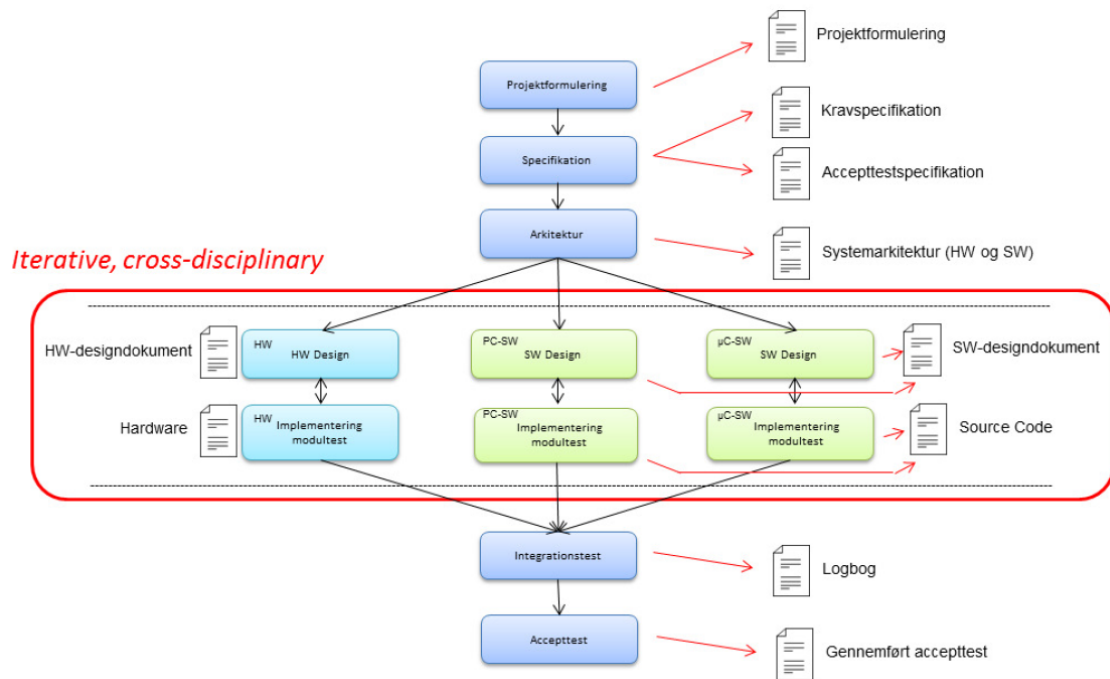 Projektformulering
Projektformulering
Kravspecifikation
Specifikation
Accepttestspecifikation
Arkitektur
Systemarkitektur (HW og SW)
Iterative, cross-disciplinary
HW-designdokument
HW
HW Design
PC-SW
SW Design
µC-SW
SW Design
SW-designdokument
Hardware
HW
Implementering
modultest
PC-SW
Implementering
modultest
µC-SW
Implementering
modultest
Source Code
Integrationstest
Logbog
Accepttest
Gennemført accepttest